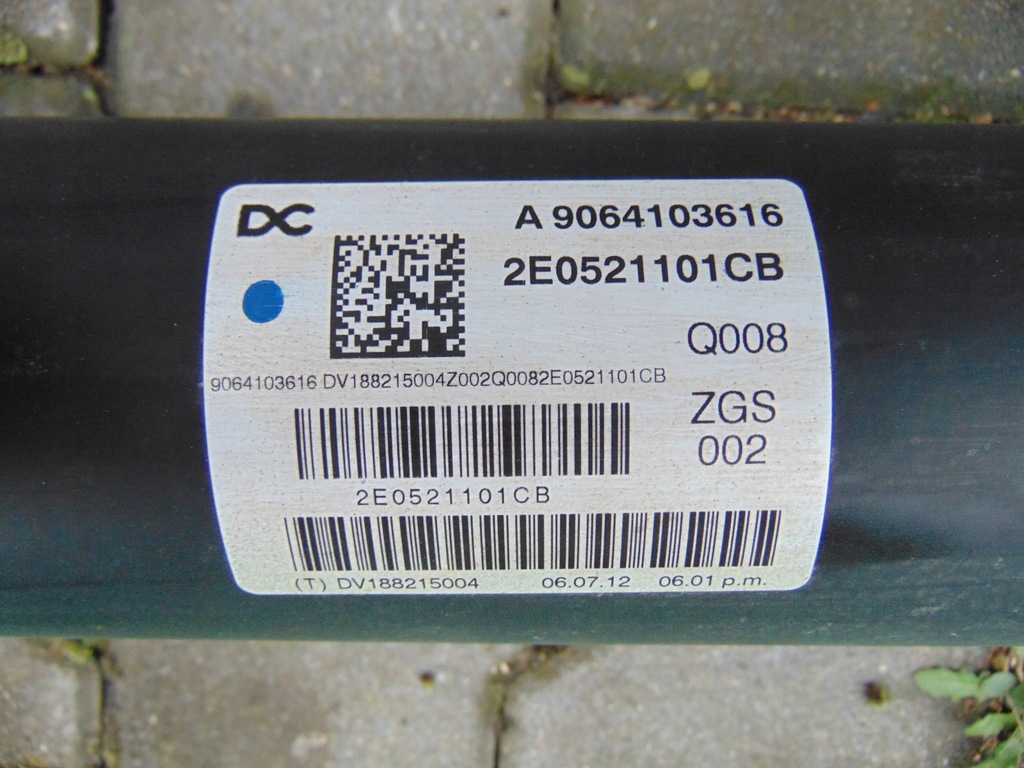 DC
A 9064103616
2E0521101CB
Q008
9064103616 DV188215004Z002Q0082E0521101CB
ZGS
002
2E0521101CB
(T) DV188215004 06.07.12 06.01 p.m.